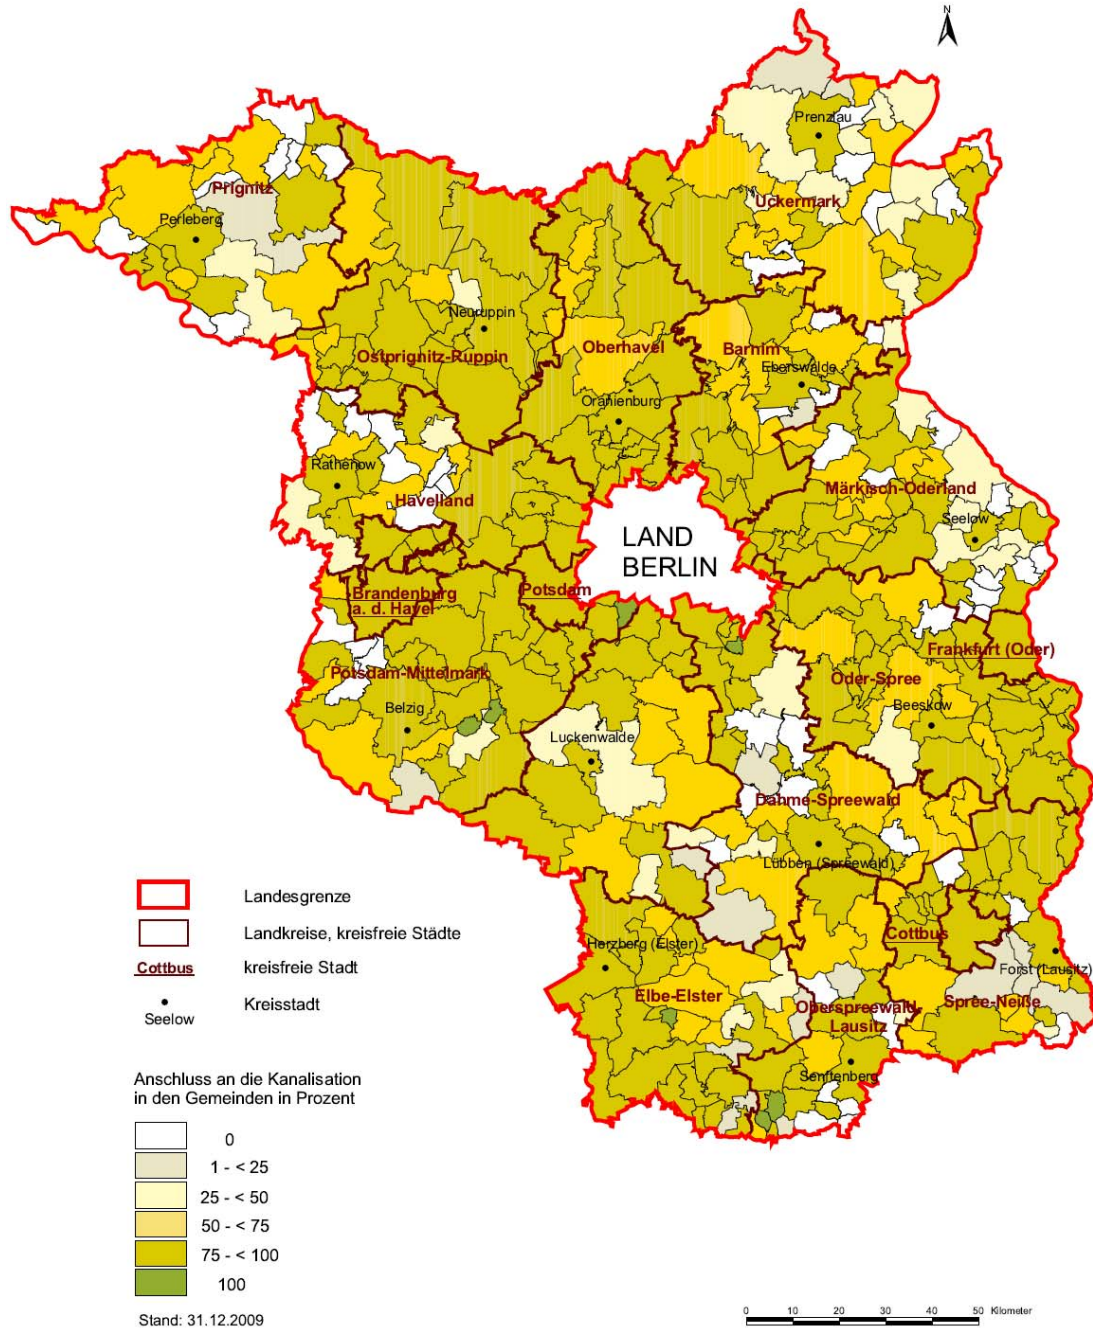 N
Prenzlau
Prignitz
Uckermark
Perleberg
Neuruppin
Ostprignitz-Ruppin
Oberhavel
Barnim
Eberswalde
Oranienburg
Rathenow
Havelland
Märkisch-Oderland
Seelow
LAND
BERLIN
Brandenburg
a. d. Havel
Potsdam
Frankfurt (Oder)
Potsdam-Mittelmark
Oder-Spree
Belzig
Beeskow
Luckenwalde
Dahme-Spreewald
Lübben (Spreewald)
Landesgrenze
Landkreise, kreisfreie Städte
Cottbus
kreisfreie Stadt
Seelow
Kreisstadt
Cottbus
Herzberg (Elster)
Forst (Lausitz)
Elbe-Elster
Oberspreewald-
Lausitz
Spree-Neiße
Senftenberg
Anschluss an die Kanalisation
in den Gemeinden in Prozent
0
1 - < 25
25 - < 50
50 - < 75
75 - < 100
100
Stand: 31.12.2009
0 10 20 30 40 50 Kilometer